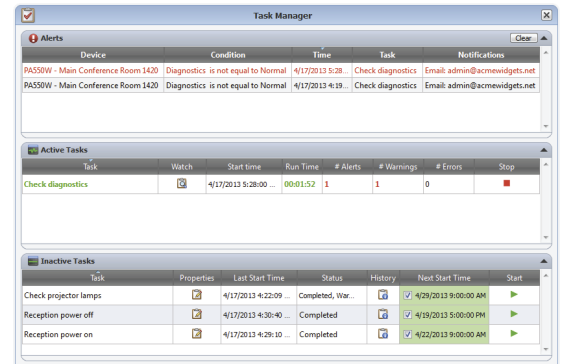 Task Manager
Alerts Clear
Device Condition Time Task Notifications
PA550W - Main Conference Room 1420 Diagnostics is not equal to Normal 4/17/2013 5:28... Check diagnostics Email: admin@acmewidgets.net
PA550W - Main Conference Room 1420 Diagnostics is not equal to Normal 4/17/2013 4:19... Check diagnostics Email: admin@acmewidgets.net
Active Tasks
Task Watch Start time Run Time # Alerts # Warnings # Errors Stop
Check diagnostics 4/17/2013 5:28:00 ... 00:01:52 1 1 0
Inactive Tasks
Task Properties Last Start Time Status History Next Start Time Start
Check projector lamps 4/17/2013 4:22:09 ... Completed, War... 4/29/2013 9:00:00 AM
Reception power off 4/17/2013 4:30:40 ... Completed 4/19/2013 5:00:00 PM
Reception power on 4/17/2013 4:29:10 ... Completed 4/22/2013 9:00:00 AM